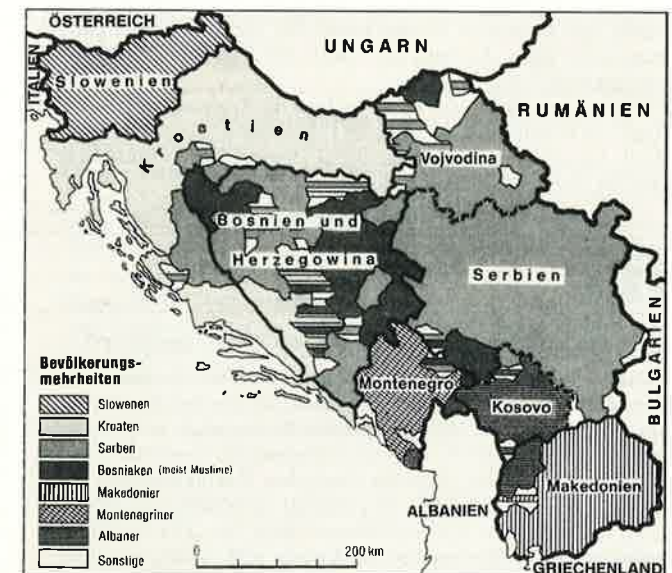 ÖSTERREICH
ITALIEN
Slowenien
UNGARN
RUMÄNIEN
Kroatien
Vojvodina
Bosnien und
Herzegowina
Serbien
BULGARIEN
Montenegro
Kosovo
Makedonien
ALBANIEN
GRIECHENLAND
Bevölkerungs-
mehrheiten
Slowenen
Kroaten
Serben
Bosniaken (meist Muslime)
Makedonier
Montenegriner
Albaner
Sonstige
0 200 km